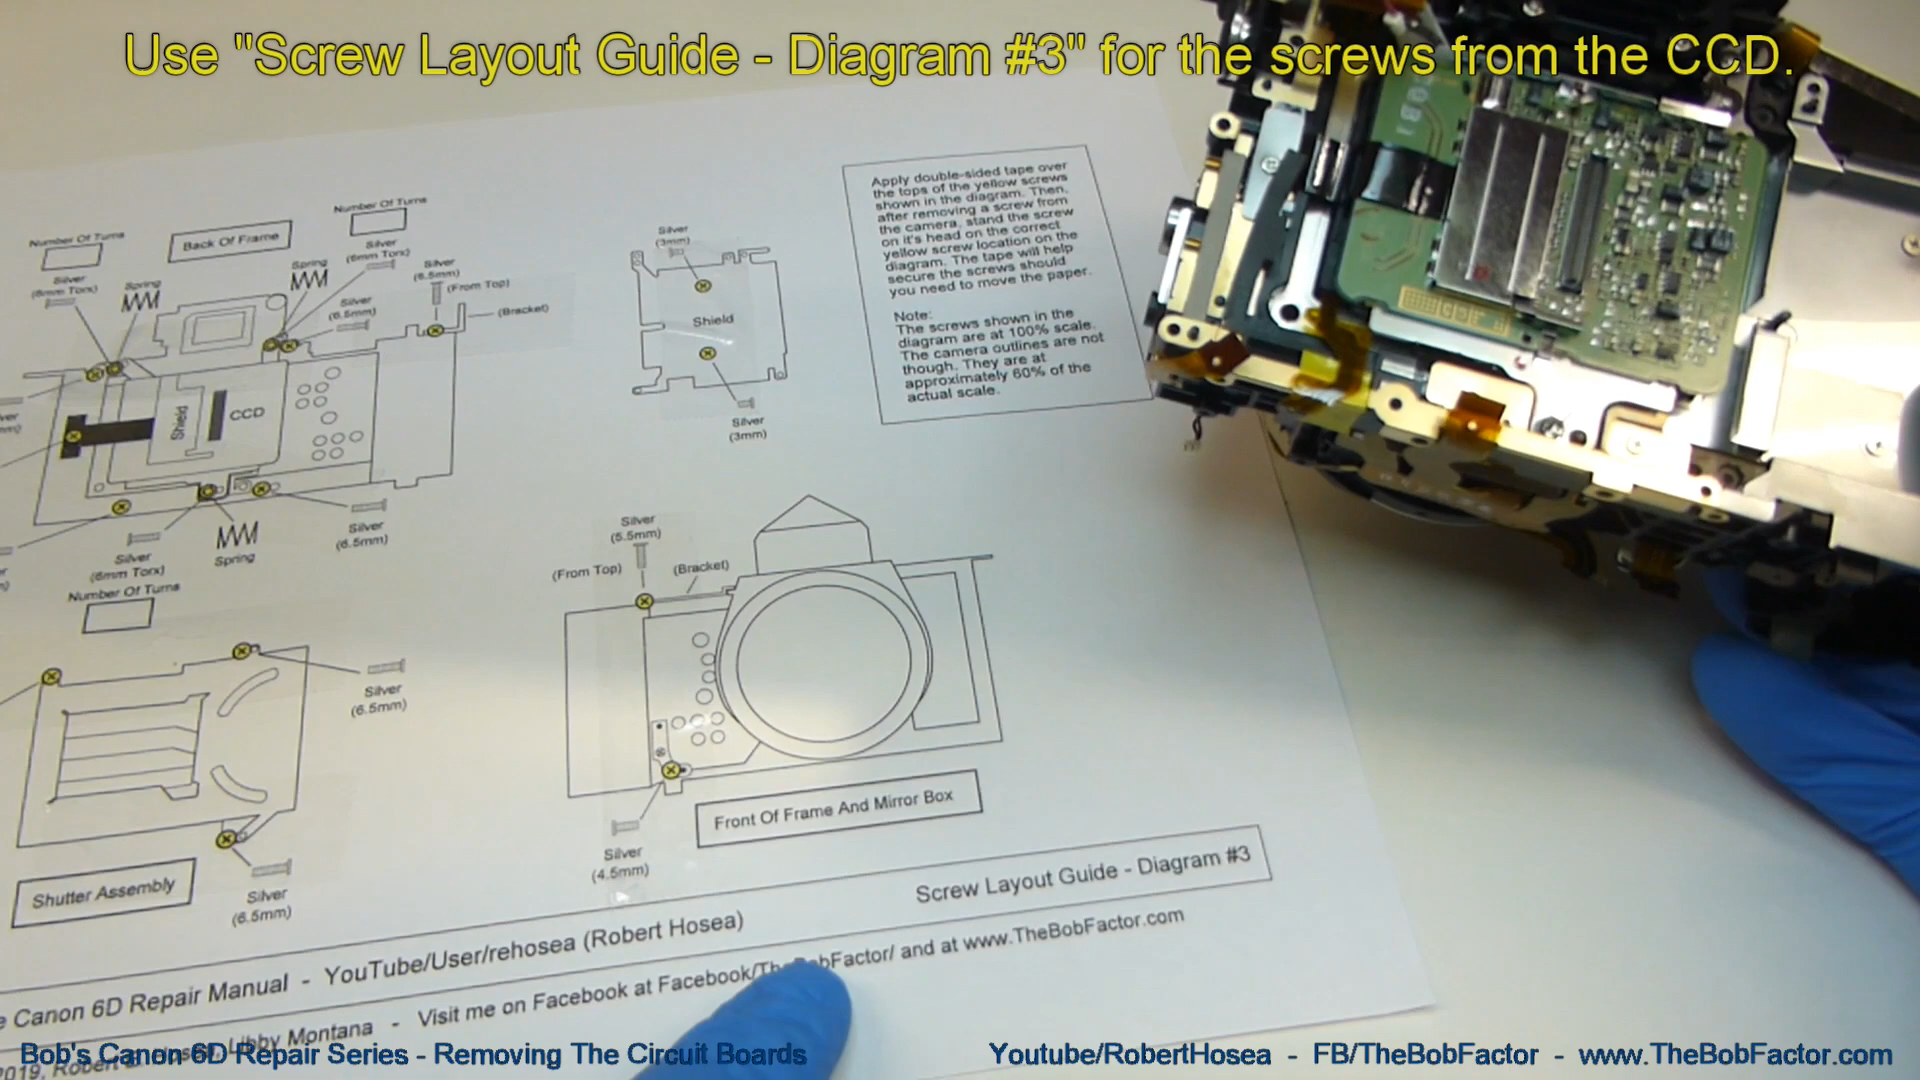 Use "Screw Layout Guide - Diagram #3" for the screws from the CCD.
Number Of Turns
Back Of Frame
Number Of Turns
Silver
(6mm Torx)
Spring
Spring
Silver
(6mm Torx)
Silver
(6.5mm)
Silver
(6.5mm)
(From Top)
(Bracket)
Shield
CCD
Silver
(6mm Torx)
Spring
Silver
(6.5mm)
Number Of Turns
Silver
(3mm)
Shield
Silver
(3mm)
Apply double-sided tape over
the tops of the yellow screws
shown in the diagram. Then,
after removing a screw from
the camera, stand the screw
on it's head on the correct
yellow screw location on the
diagram. The tape will help
secure the screws should
you need to move the paper.
Note:
The screws shown in the
diagram are at 100% scale.
The camera outlines are not
though. They are at
approximately 60% of the
actual scale.
Silver
(6.5mm)
Silver
(6.5mm)
Shutter Assembly
Silver
(5.5mm)
(From Top)
(Bracket)
Silver
(4.5mm)
Front Of Frame And Mirror Box
Screw Layout Guide - Diagram #3
Canon 6D Repair Manual - YouTube/User/rehosea (Robert Hosea)
Libby Montana - Visit me on Facebook at Facebook/TheBobFactor/ and at www.TheBobFactor.com
Bob's Canon 6D Repair Series - Removing The Circuit Boards
Youtube/RobertHosea - FB/TheBobFactor - www.TheBobFactor.com